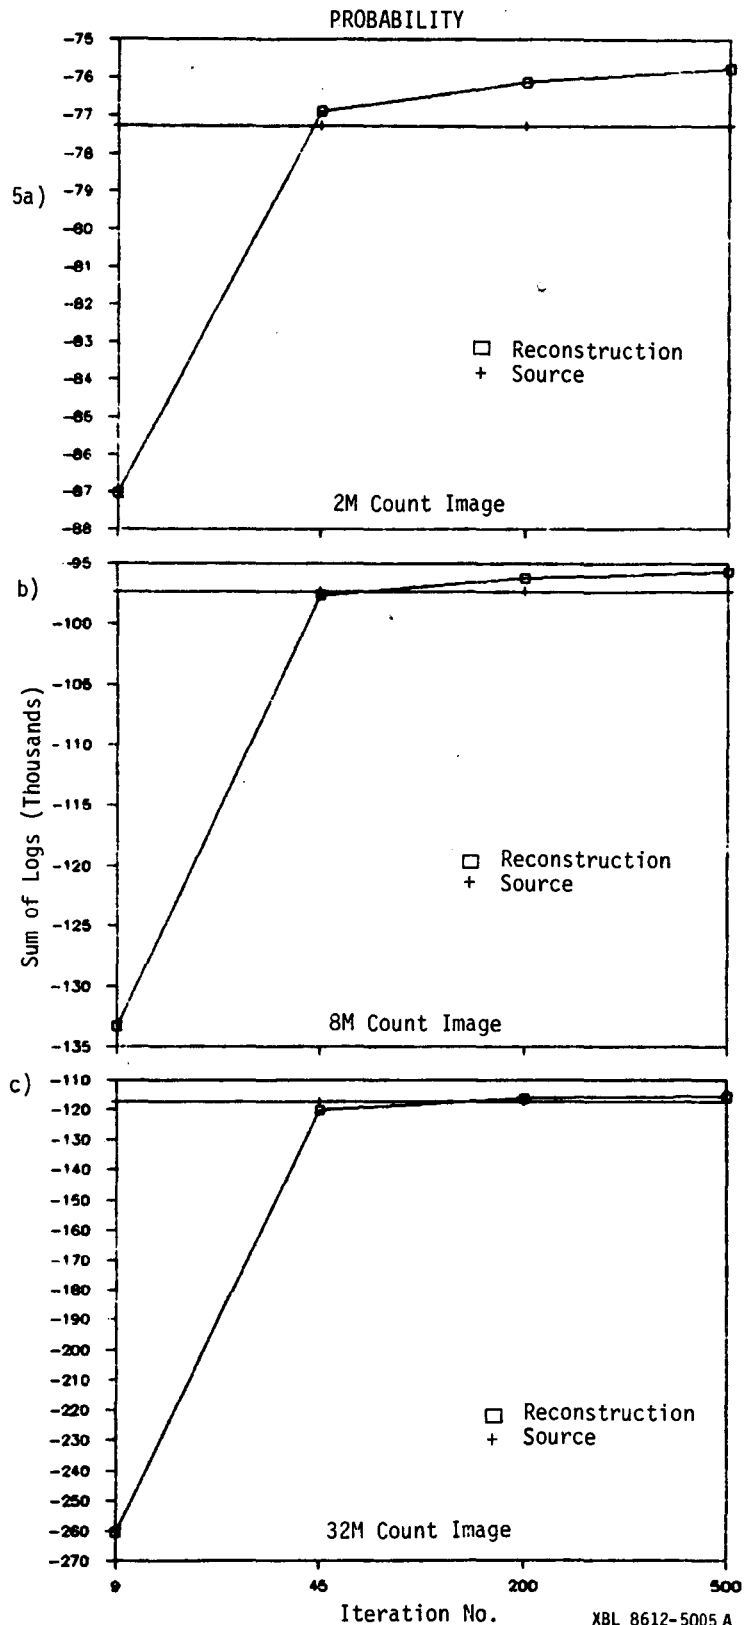 PROBABILITY
5a)
-75
-76
-77
-78
-79
-80
-81
-82
-83
-84
-85
-86
-87
-88
□ Reconstruction
+ Source
2M Count Image
b)
-95
-100
-105
-110
-115
-120
-125
-130
-135
Sum of Logs (Thousands)
□ Reconstruction
+ Source
8M Count Image
c)
-110
-120
-130
-140
-150
-160
-170
-180
-190
-200
-210
-220
-230
-240
-250
-260
-270
□ Reconstruction
+ Source
32M Count Image
9 45 200 500
Iteration No.
XBL 8612-5005 A